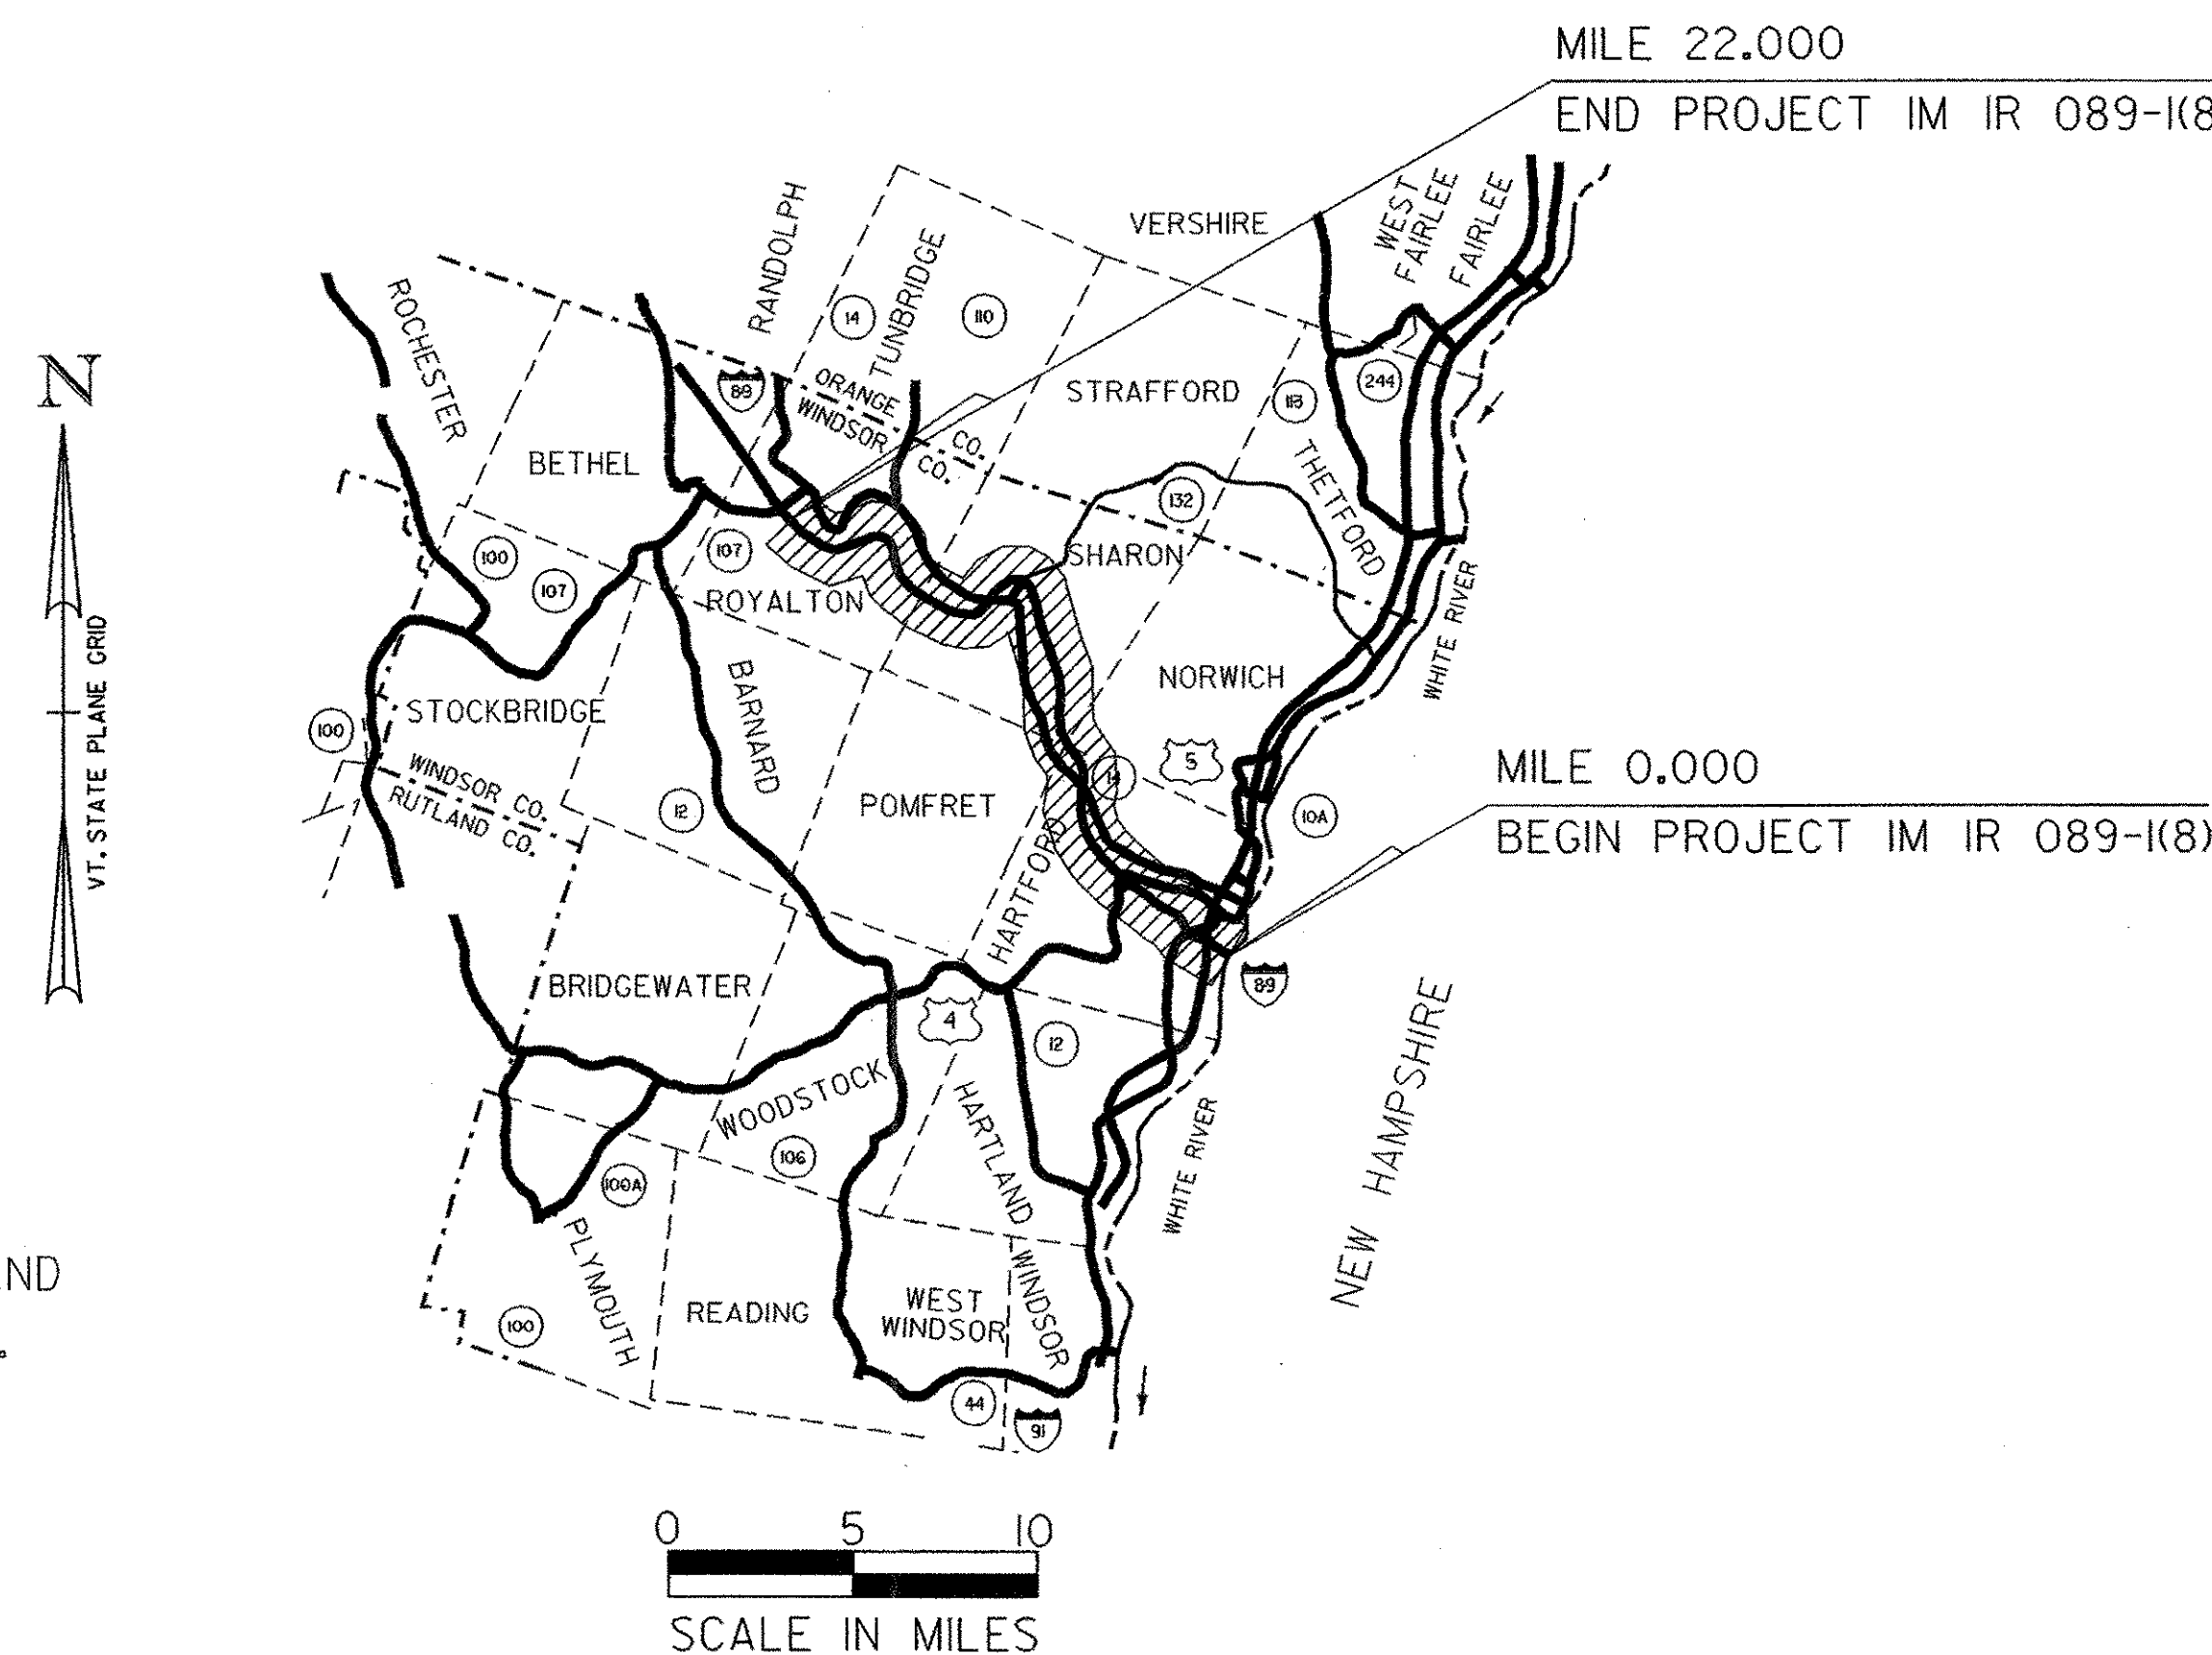 MILE 22.000
END PROJECT IM IR 089-1(8
VERSHIRE
WEST
FAIRLEE
FAIRLEE
RANDOLPH
TUNBRIDGE
14
110
ROCHESTER
89
ORANGE CO.
WINDSOR CO.
STRAFFORD
113
244
THETFORD
BETHEL
132
SHARON
107
100
107
ROYALTON
WHITE RIVER
N
VT. STATE PLANE GRID
BARNARD
NORWICH
STOCKBRIDGE
100
WINDSOR CO.
RUTLAND CO.
12
POMFRET
14
5
10A
MILE 0.000
BEGIN PROJECT IM IR 089-1(8)
HARTFORD
BRIDGEWATER
4
89
12
NEW HAMPSHIRE
WOODSTOCK
106
HARTLAND
WHITE RIVER
100A
PLYMOUTH
READING
WEST
WINDSOR
WINDSOR
100
44
91
ND
0 5 10
SCALE IN MILES